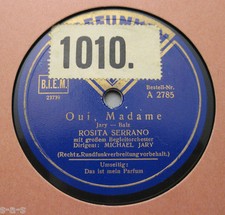 1010.
B.I.E.M.
Bestell-Nr.
A 2785
Oui, Madame
Jary — Balz
ROSITA SERRANO
mit großem Begleitorchester
Dirigent: MICHAEL JARY
(Rechte u. Rundfunkverbreitung vorbehalt.)
Umseitig:
Das ist mein Parfum